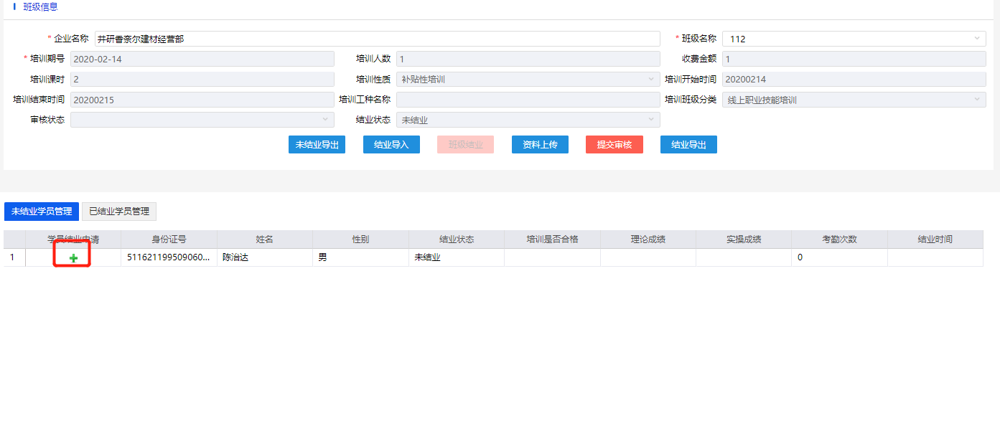 班级信息
* 企业名称 井研香奈尔建材经营部 * 班级名称 112
* 培训期号 2020-02-14 培训人数 1 收费金额 1
培训课时 2 培训性质 补贴性培训 培训开始时间 20200214
培训结束时间 20200215 培训工种名称 培训班级分类 线上职业技能培训
审核状态 结业状态 未结业
未结业导出 结业导入 班级结业 资料上传 提交审核 结业导出
未结业学员管理 已结业学员管理
学员结业申请 身份证号 姓名 性别 结业状态 培训是否合格 理论成绩 实操成绩 考勤次数 结业时间
1 511621199509060... 陈治达 男 未结业 0